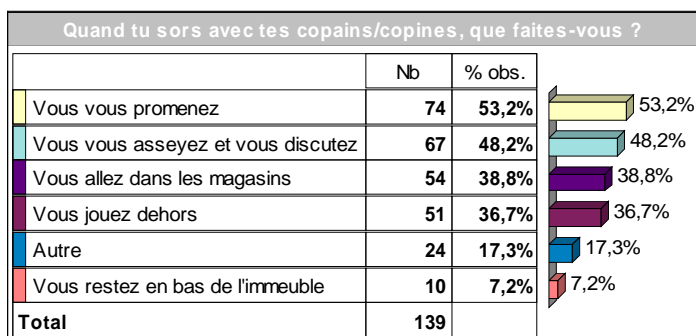 Quand tu sors avec tes copains/copines, que faites-vous ?
Nb % obs.
Vous vous promenez 74 53,2% 53,2%
Vous vous asseyez et vous discutez 67 48,2% 48,2%
Vous allez dans les magasins 54 38,8% 38,8%
Vous jouez dehors 51 36,7% 36,7%
Autre 24 17,3% 17,3%
Vous restez en bas de l'immeuble 10 7,2% 7,2%
Total 139